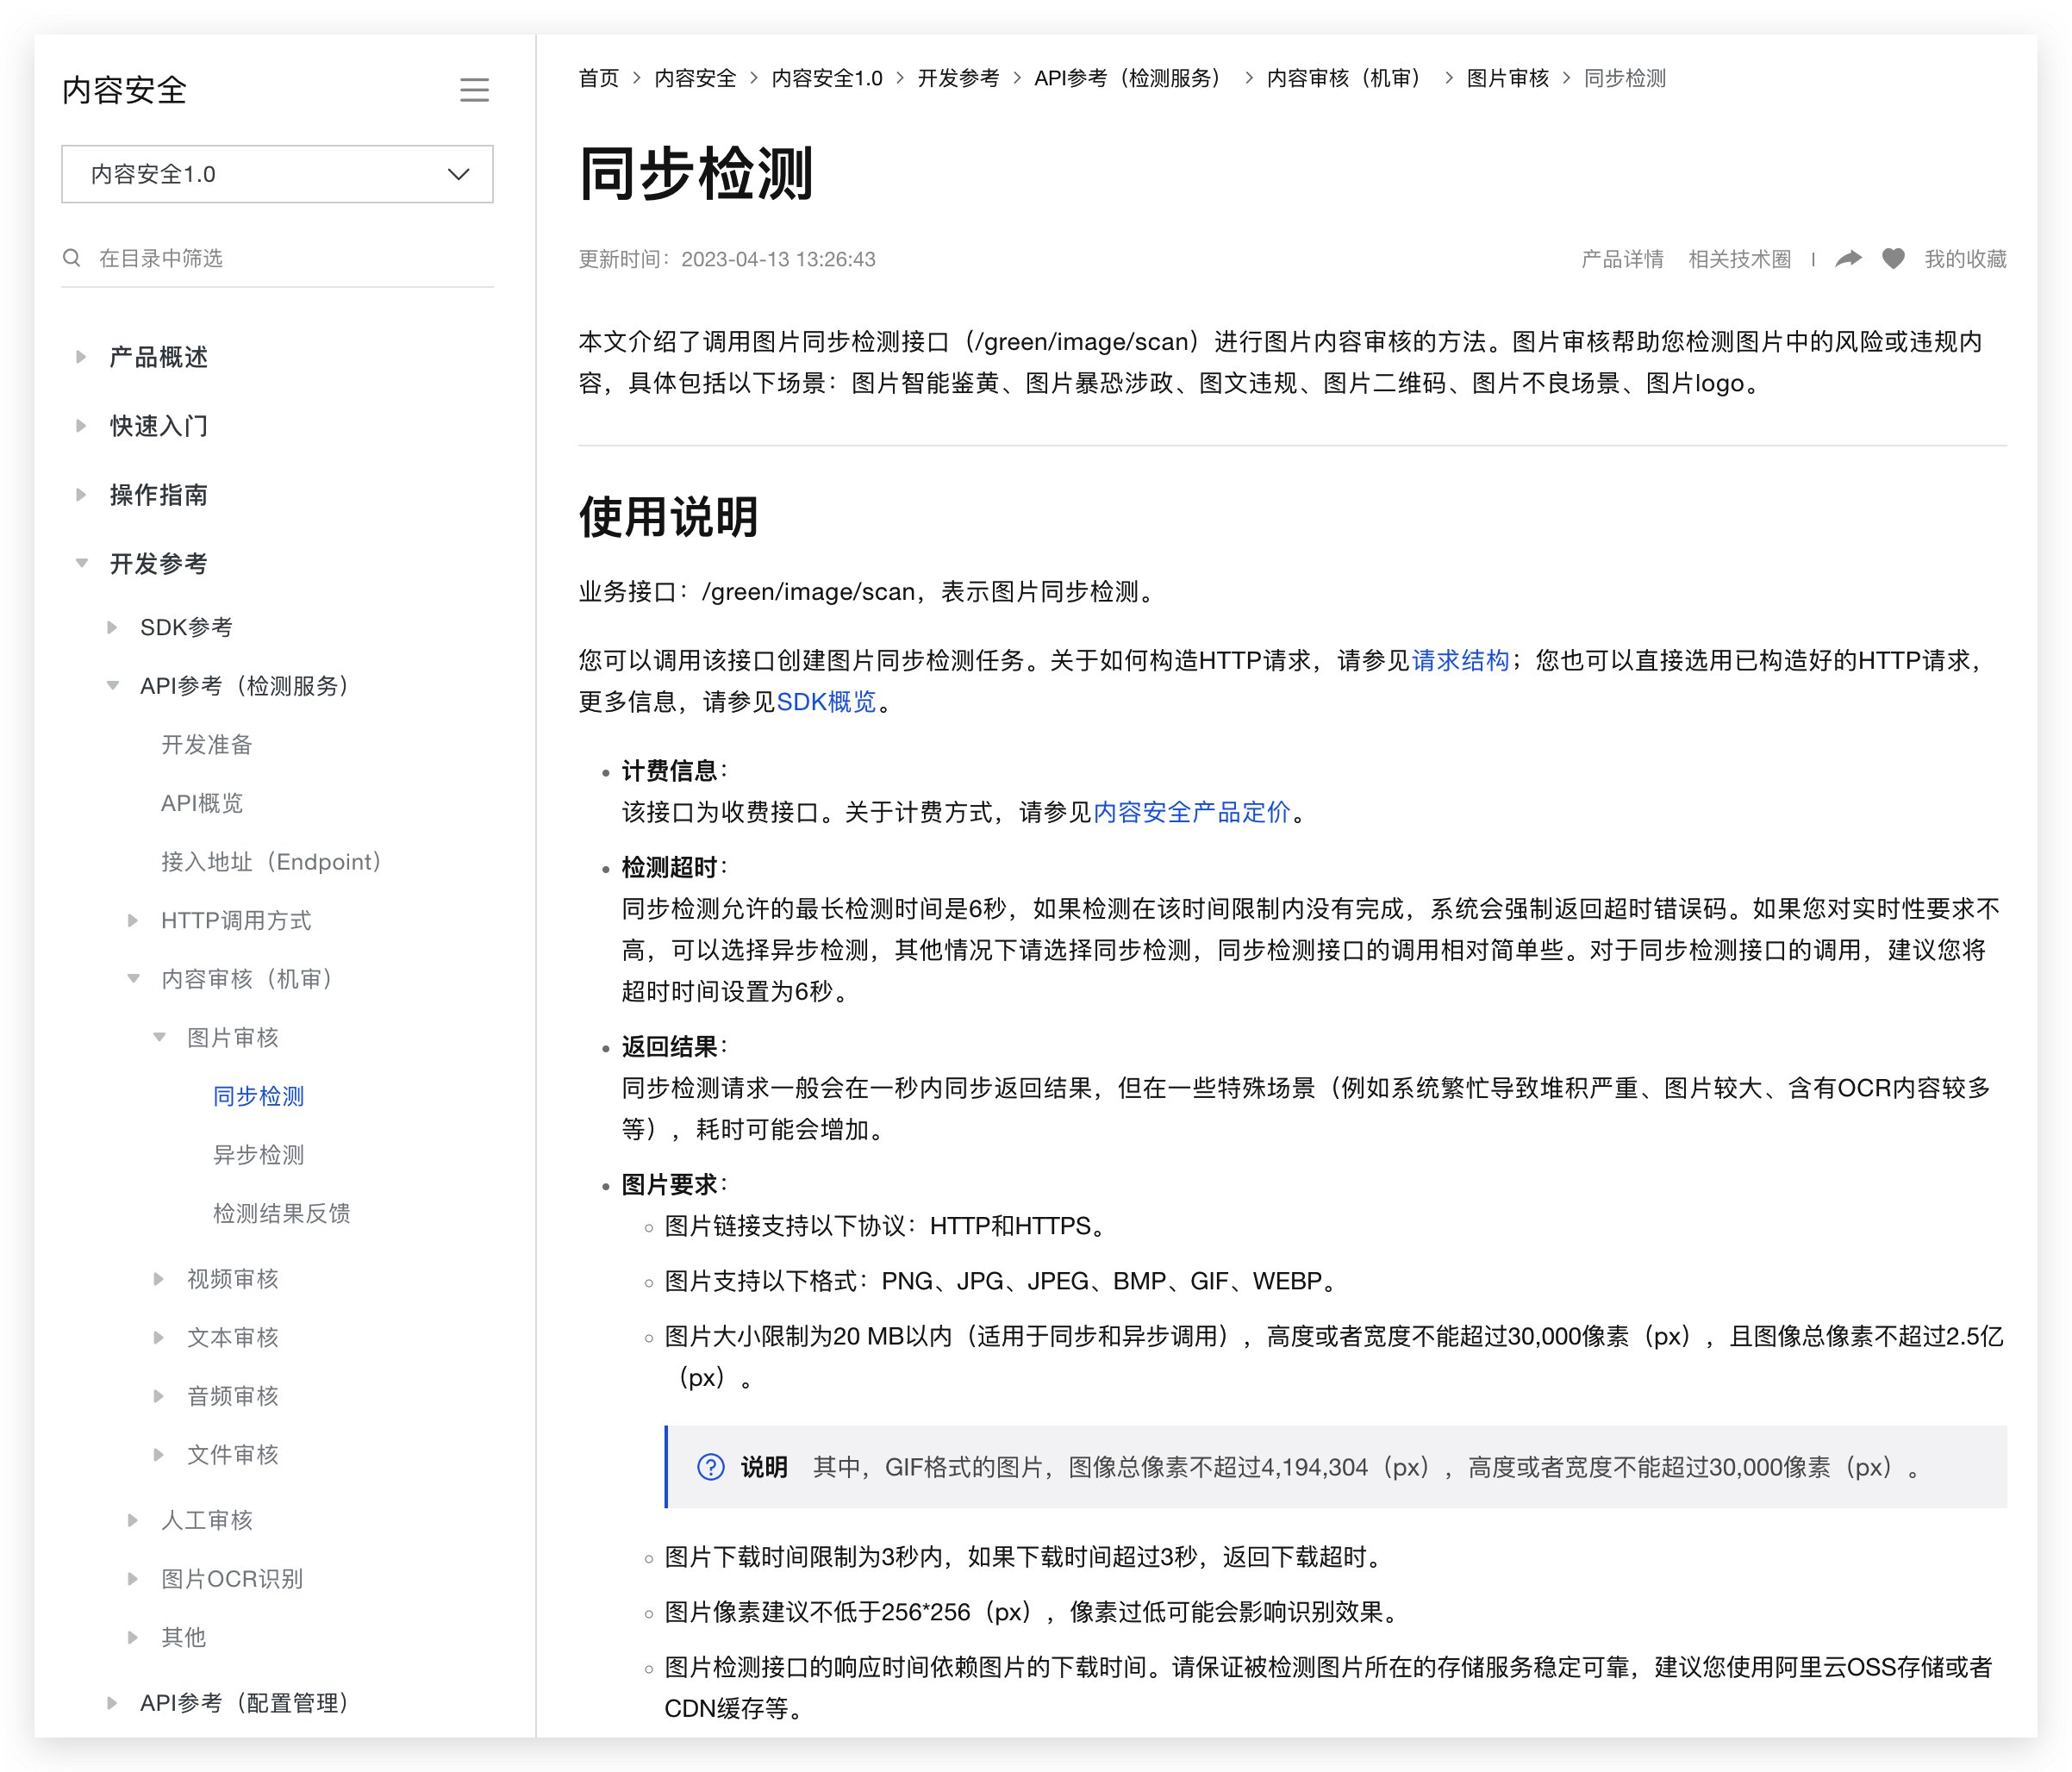 内容安全
内容安全1.0
在目录中筛选
产品概述
快速入门
操作指南
开发参考
SDK参考
API参考（检测服务）
开发准备
API概览
接入地址（Endpoint）
HTTP调用方式
内容审核（机审）
图片审核
同步检测
异步检测
检测结果反馈
视频审核
文本审核
音频审核
文件审核
人工审核
图片OCR识别
其他
API参考（配置管理）
首页 > 内容安全 > 内容安全1.0 > 开发参考 > API参考（检测服务） > 内容审核（机审） > 图片审核 > 同步检测
同步检测
更新时间：2023-04-13 13:26:43
产品详情 相关技术圈 | 我的收藏
本文介绍了调用图片同步检测接口（/green/image/scan）进行图片内容审核的方法。图片审核帮助您检测图片中的风险或违规内
容，具体包括以下场景：图片智能鉴黄、图片暴恐涉政、图文违规、图片二维码、图片不良场景、图片logo。
使用说明
业务接口：/green/image/scan，表示图片同步检测。
您可以调用该接口创建图片同步检测任务。关于如何构造HTTP请求，请参见请求结构；您也可以直接选用已构造好的HTTP请求，
更多信息，请参见SDK概览。
• 计费信息：
该接口为收费接口。关于计费方式，请参见内容安全产品定价。
• 检测超时：
同步检测允许的最长检测时间是6秒，如果检测在该时间限制内没有完成，系统会强制返回超时错误码。如果您对实时性要求不
高，可以选择异步检测，其他情况下请选择同步检测，同步检测接口的调用相对简单些。对于同步检测接口的调用，建议您将
超时时间设置为6秒。
• 返回结果：
同步检测请求一般会在一秒内同步返回结果，但在一些特殊场景（例如系统繁忙导致堆积严重、图片较大、含有OCR内容较多
等），耗时可能会增加。
• 图片要求：
◦ 图片链接支持以下协议：HTTP和HTTPS。
◦ 图片支持以下格式：PNG、JPG、JPEG、BMP、GIF、WEBP。
◦ 图片大小限制为20 MB以内（适用于同步和异步调用），高度或者宽度不能超过30,000像素（px），且图像总像素不超过2.5亿
（px）。
说明 其中，GIF格式的图片，图像总像素不超过4,194,304（px），高度或者宽度不能超过30,000像素（px）。
◦ 图片下载时间限制为3秒内，如果下载时间超过3秒，返回下载超时。
◦ 图片像素建议不低于256*256（px），像素过低可能会影响识别效果。
◦ 图片检测接口的响应时间依赖图片的下载时间。请保证被检测图片所在的存储服务稳定可靠，建议您使用阿里云OSS存储或者
CDN缓存等。